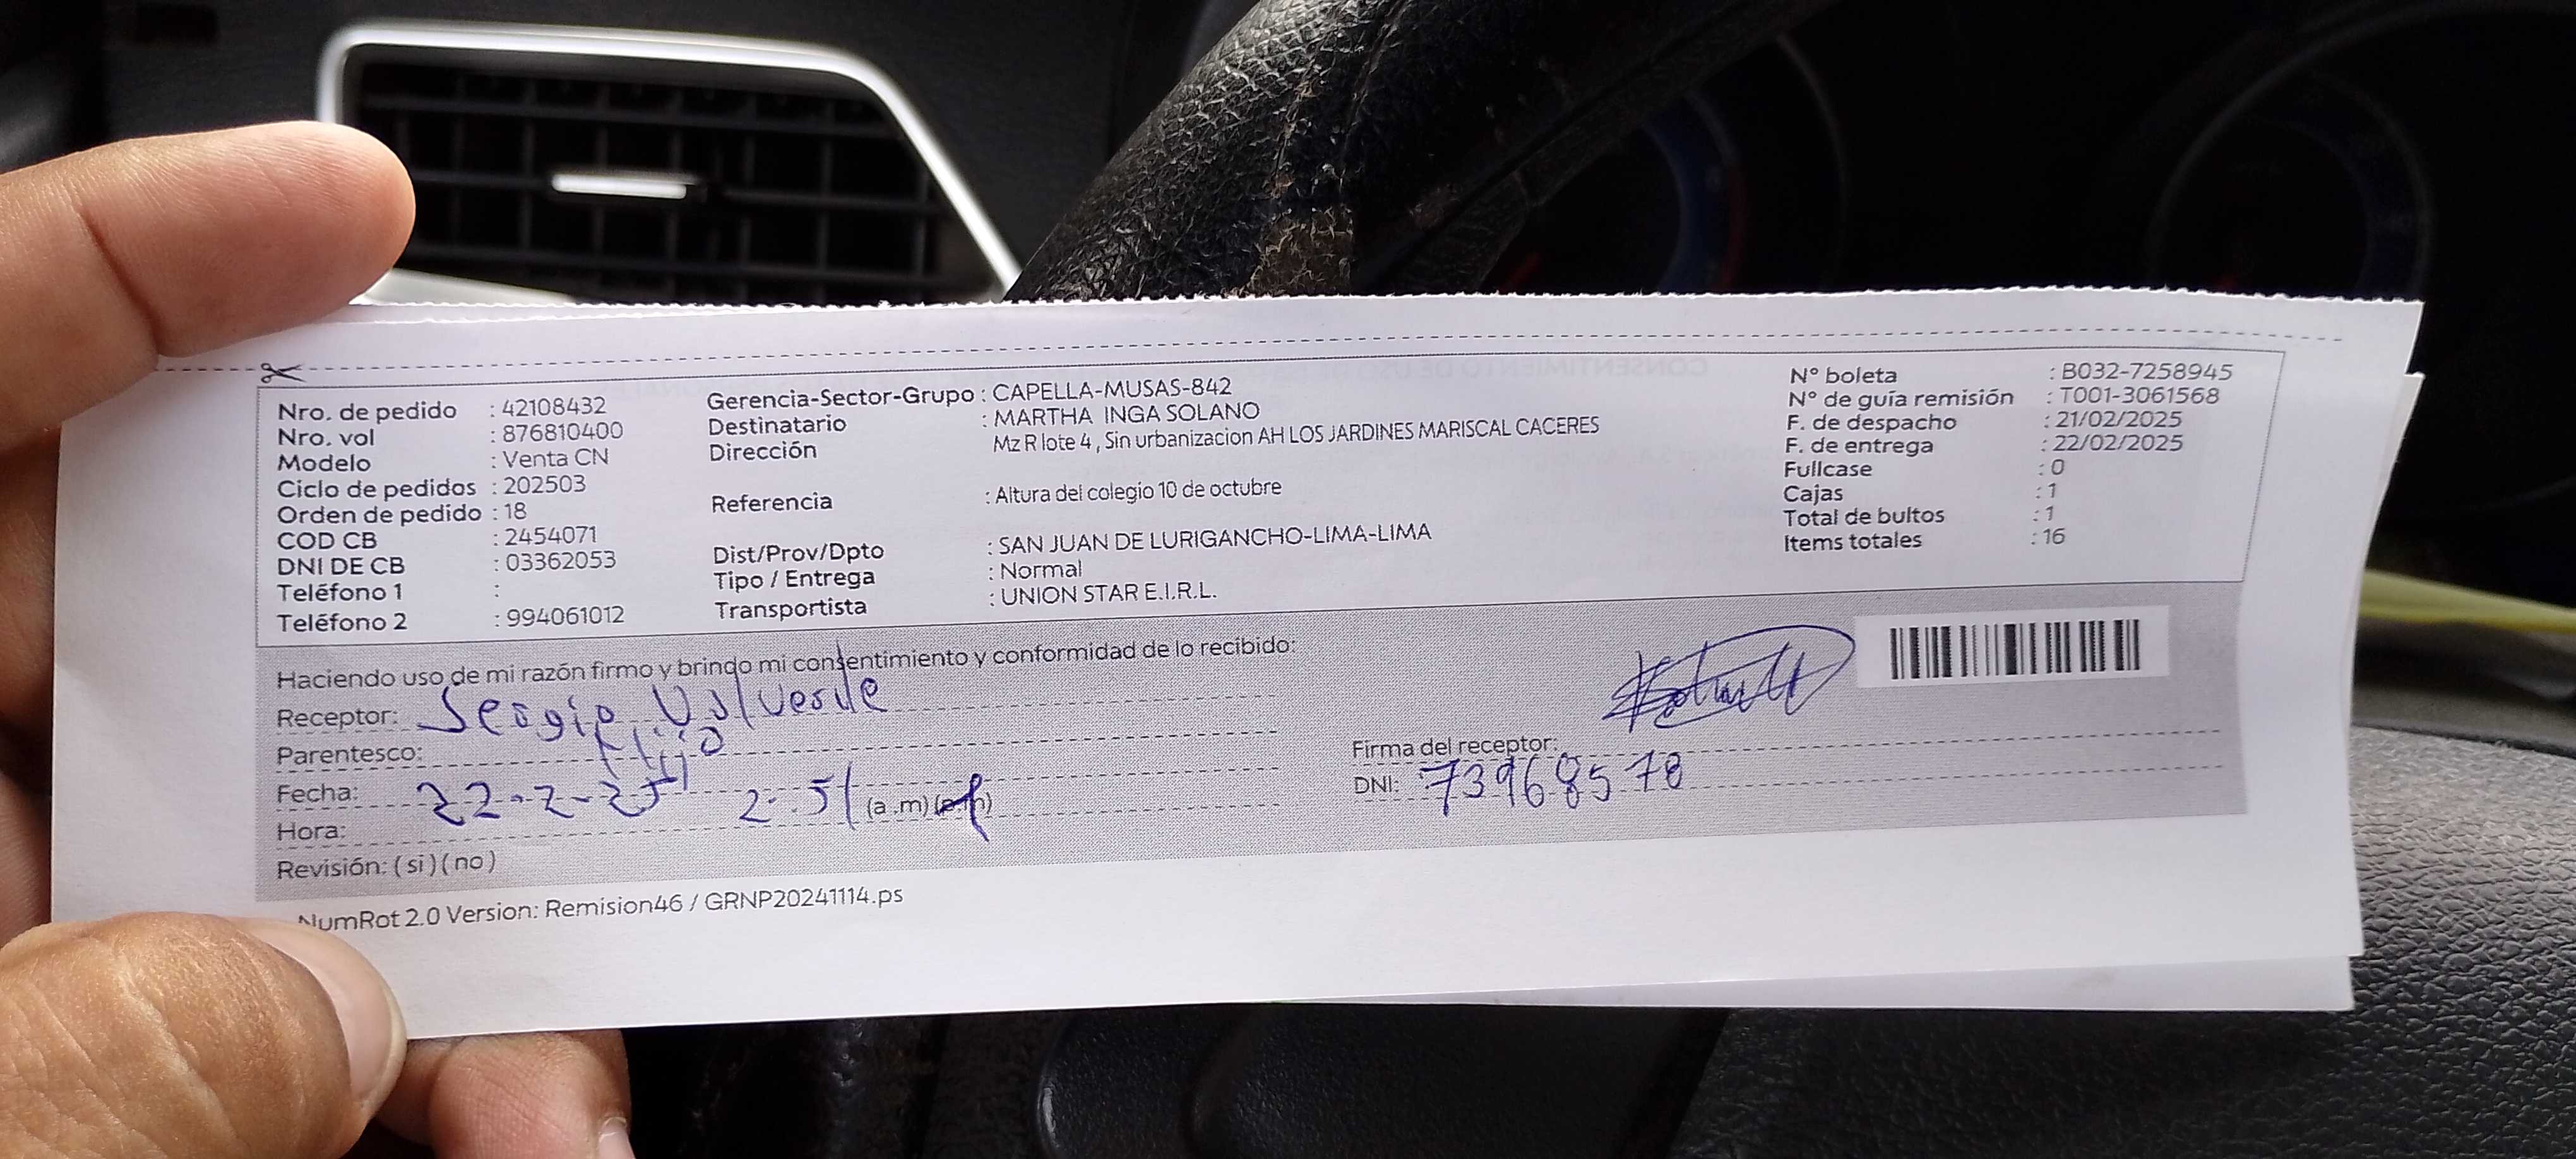 Nro. de pedido : 42108432
Nro. vol : 876810400
Modelo : Venta CN
Ciclo de pedidos : 202503
Orden de pedido : 18
COD CB : 2454071
DNI DE CB : 03362053
Teléfono 1 :
Teléfono 2 : 994061012
Gerencia-Sector-Grupo : CAPELLA-MUSAS-842
Destinatario : MARTHA INGA SOLANO
Dirección Mz R lote 4 , Sin urbanizacion AH LOS JARDINES MARISCAL CACERES
Referencia : Altura del colegio 10 de octubre
Dist/Prov/Dpto : SAN JUAN DE LURIGANCHO-LIMA-LIMA
Tipo / Entrega : Normal
Transportista : UNION STAR E.I.R.L.
N° boleta : B032-7258945
N° de guía remisión : T001-3061568
F. de despacho : 21/02/2025
F. de entrega : 22/02/2025
Fullcase : 0
Cajas : 1
Total de bultos : 1
Items totales : 16
Haciendo uso de mi razón firmo y brindo mi consentimiento y conformidad de lo recibido:
Receptor: Sergio Valverde
Parentesco: Hijo
Fecha: 22-2-25
Hora: 2:51 (a.m) (p.m)
Revisión: (si) (no)
Firma del receptor:
DNI: 73968578
NumRot 2.0 Version: Remision46 / GRNP20241114.ps